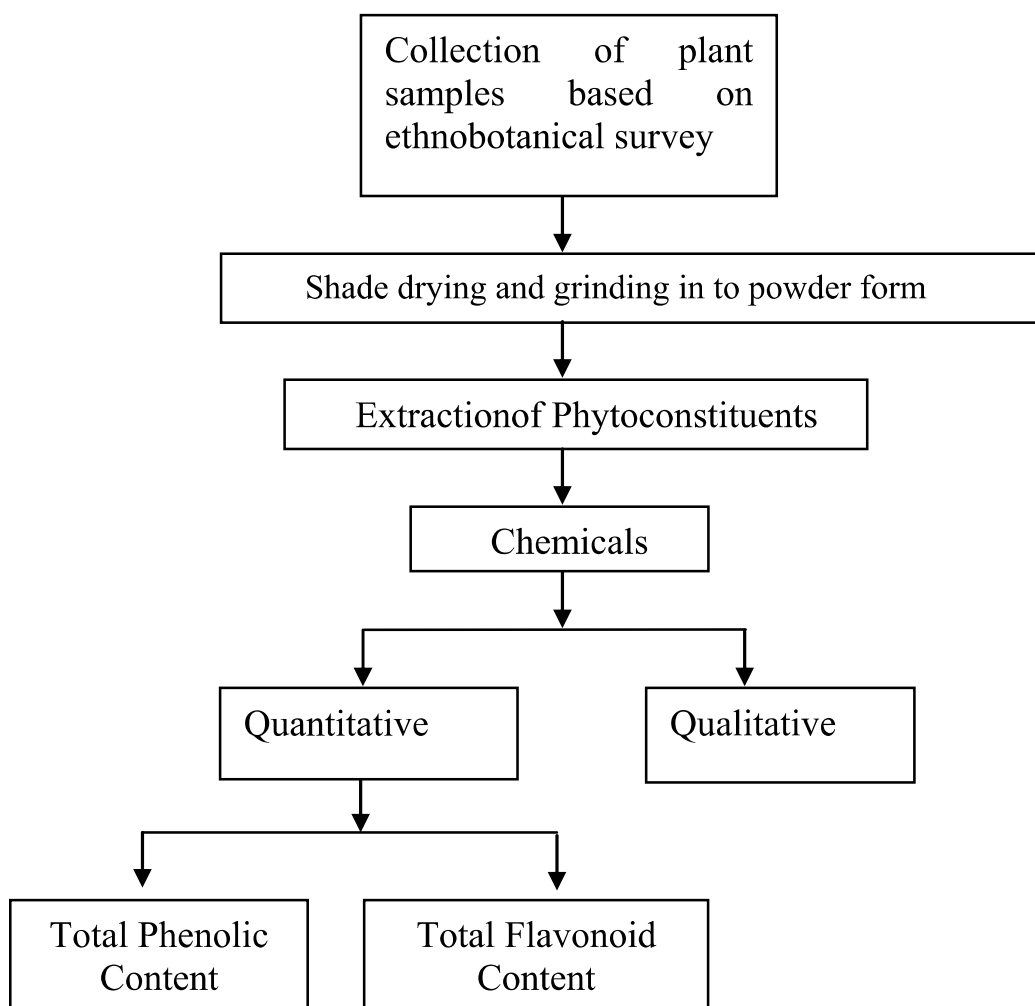 Collection of plant
samples based on
ethnobotanical survey
Shade drying and grinding in to powder form
Extractionof Phytoconstituents
Chemicals
Quantitative
Qualitative
Total Phenolic
Content
Total Flavonoid
Content